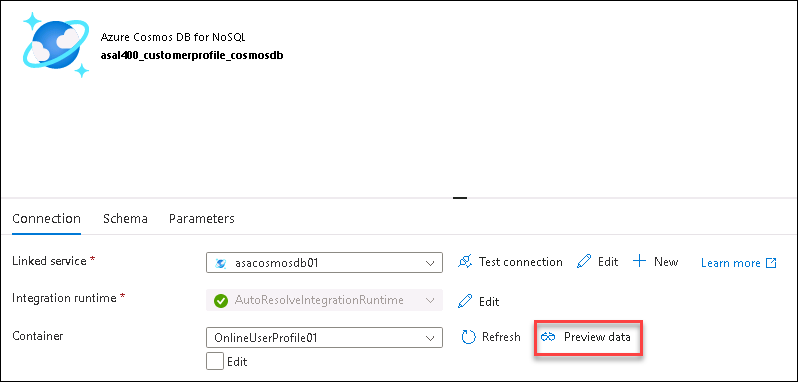 Azure Cosmos DB for NoSQL
asal400_customerprofile_cosmosdb
Connection Schema Parameters
Linked service * asacosmosdb01 Test connection Edit New Learn more
Integration runtime * AutoResolveIntegrationRuntime Edit
Container OnlineUserProfile01 Refresh Preview data
Edit